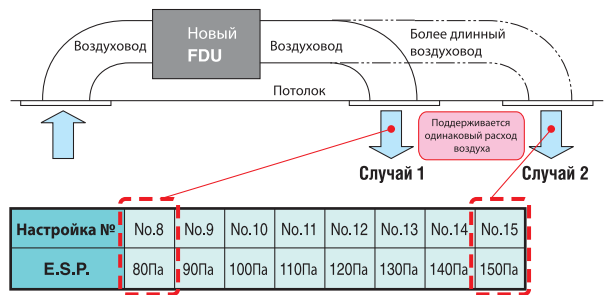 Воздуховод
Новый
FDU
Воздуховод
Более длинный
воздуховод
Потолок
Поддерживается
одинаковый расход
воздуха
Случай 1
Случай 2
Настройка № No.8 No.9 No.10 No.11 No.12 No.13 No.14 No.15
E.S.P. 80Па 90Па 100Па 110Па 120Па 130Па 140Па 150Па